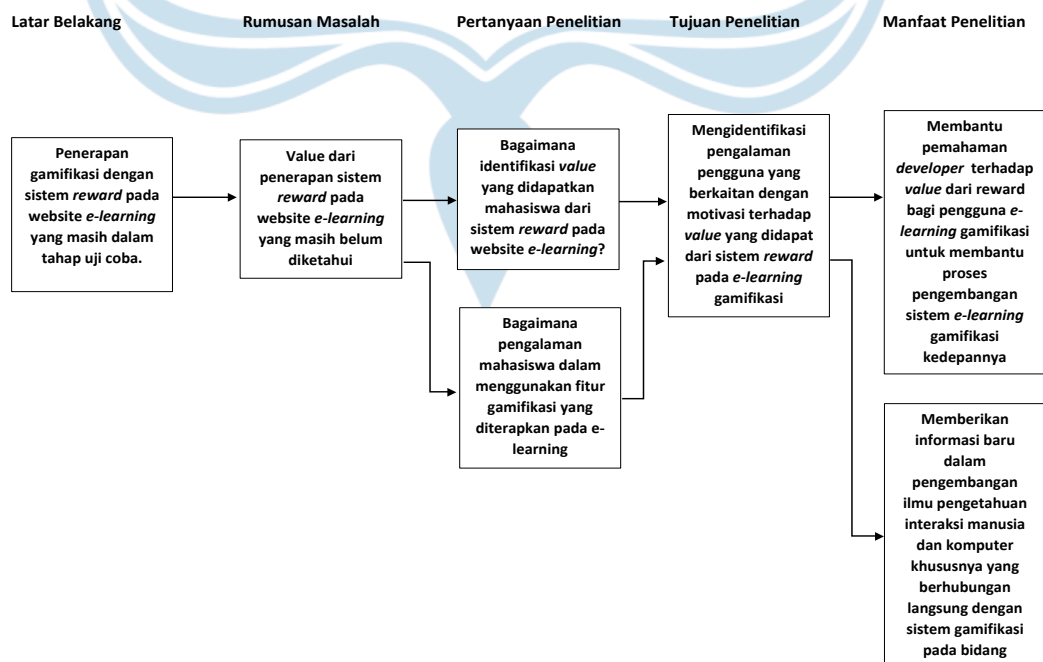 Latar Belakang
Rumusan Masalah
Pertanyaan Penelitian
Tujuan Penelitian
Manfaat Penelitian
Penerapan
gamifikasi dengan
sistem reward pada
website e-learning
yang masih dalam
tahap uji coba.
Value dari
penerapan sistem
reward pada
website e-learning
yang masih belum
diketahui
Bagaimana
identifikasi value
yang didapatkan
mahasiswa dari
sistem reward pada
website e-learning?
Bagaimana
pengalaman
mahasiswa dalam
menggunakan fitur
gamifikasi yang
diterapkan pada e-
learning
Mengidentifikasi
pengalaman
pengguna yang
berkaitan dengan
motivasi terhadap
value yang didapat
dari sistem reward
pada e-learning
gamifikasi
Membantu
pemahaman
developer terhadap
value dari reward
bagi pengguna e-
learning gamifikasi
untuk membantu
proses
pengembangan
sistem e-learning
gamifikasi
kedepannya
Memberikan
informasi baru
dalam
pengembangan
ilmu pengetahuan
interaksi manusia
dan komputer
khususnya yang
berhubungan
langsung dengan
sistem gamifikasi
pada bidang